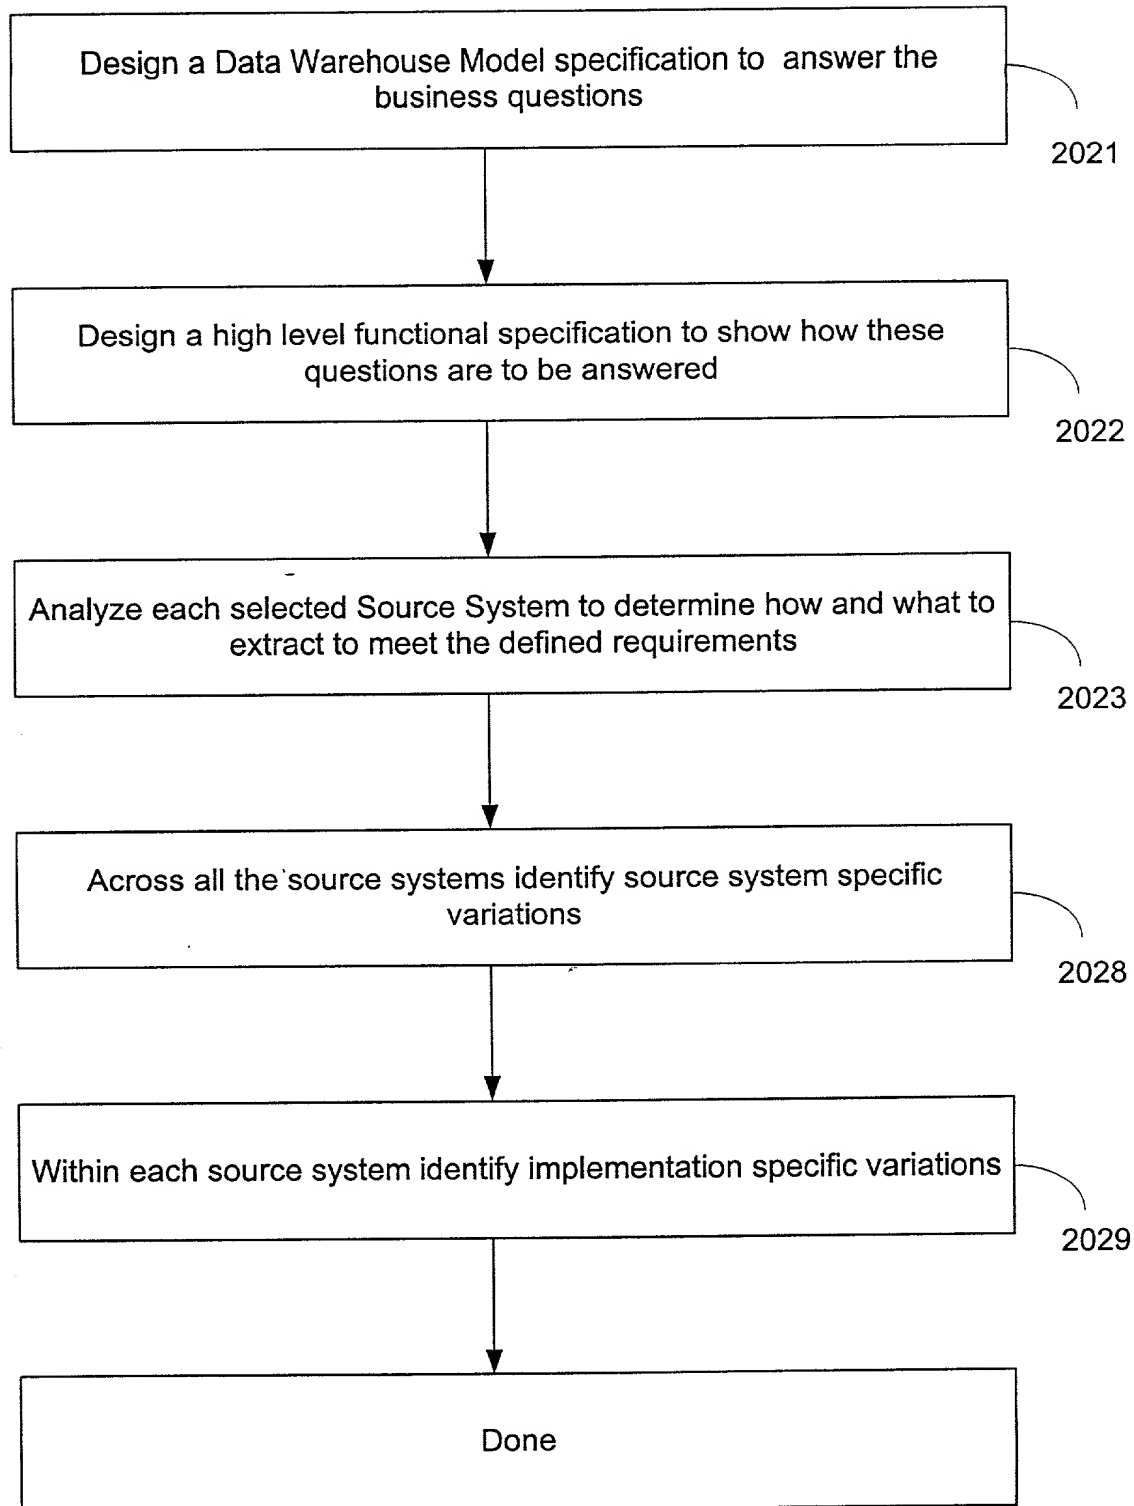 Design a Data Warehouse Model specification to answer the
business questions
2021
Design a high level functional specification to show how these
questions are to be answered
2022
Analyze each selected Source System to determine how and what to
extract to meet the defined requirements
2023
Across all the source systems identify source system specific
variations
2028
Within each source system identify implementation specific variations
2029
Done